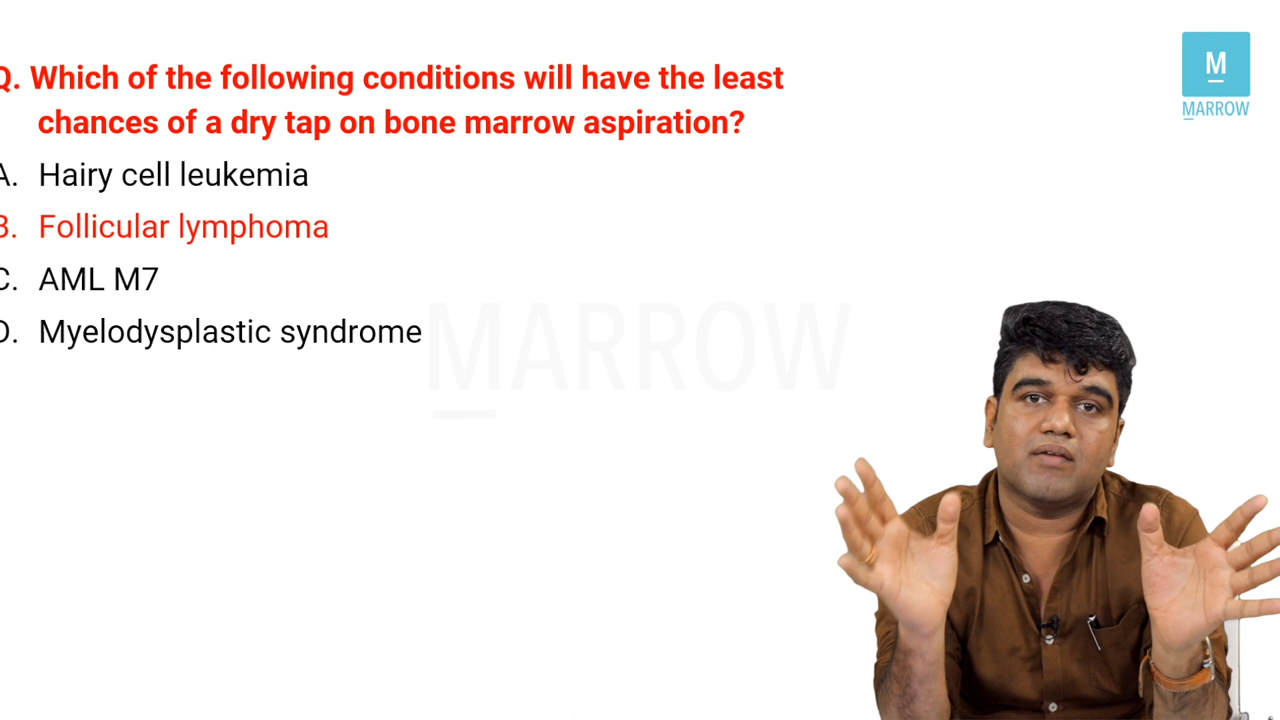 Q. Which of the following conditions will have the least
chances of a dry tap on bone marrow aspiration?
A. Hairy cell leukemia
B. Follicular lymphoma
C. AML M7
D. Myelodysplastic syndrome
M
MARROW
MARROW